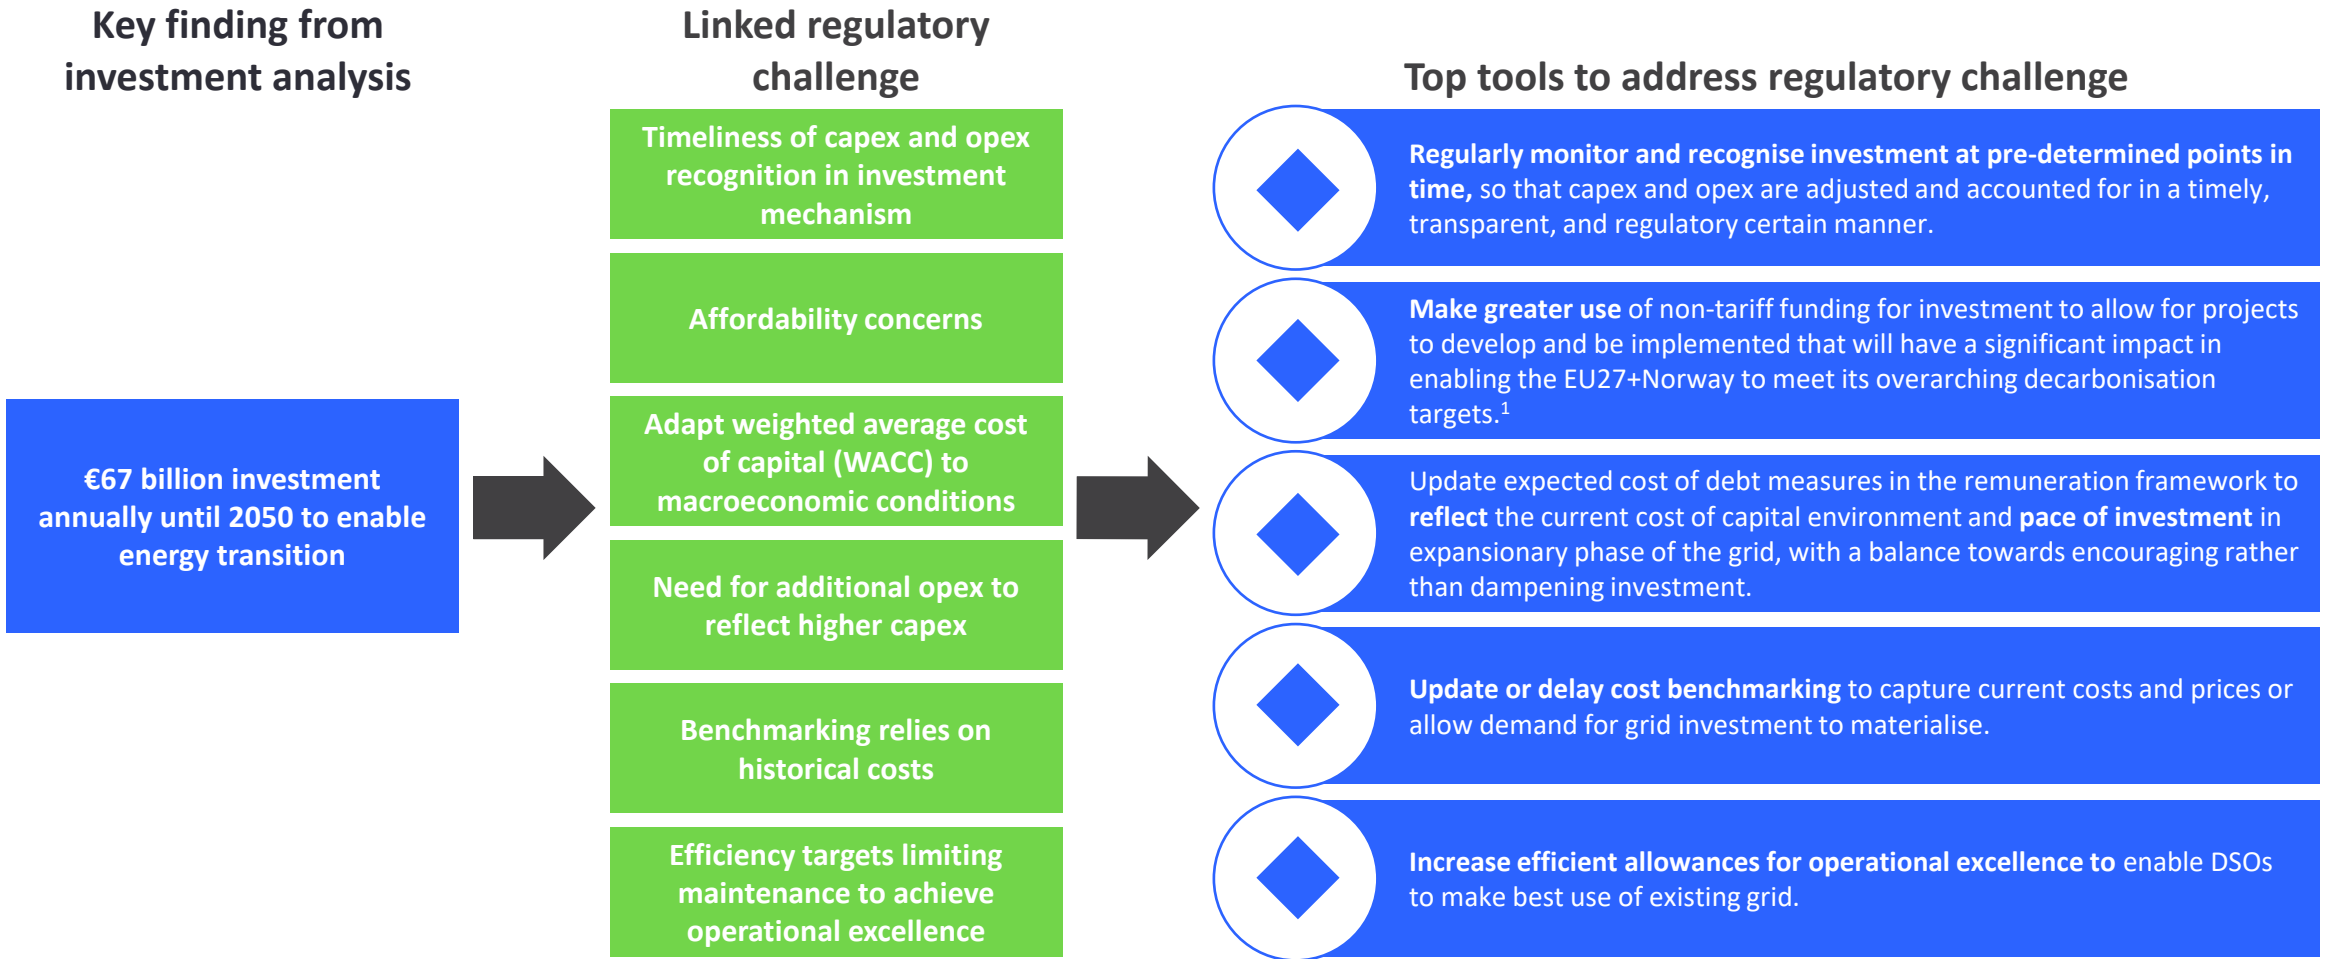 Key finding from
investment analysis
€67 billion investment
annually until 2050 to enable
energy transition
Linked regulatory
challenge
Timeliness of capex and opex
recognition in investment
mechanism
Affordability concerns
Adapt weighted average cost
of capital (WACC) to
macroeconomic conditions
Need for additional opex to
reflect higher capex
Benchmarking relies on
historical costs
Efficiency targets limiting
maintenance to achieve
operational excellence
Top tools to address regulatory challenge
Regularly monitor and recognise investment at pre-determined points in
time, so that capex and opex are adjusted and accounted for in a timely,
transparent, and regulatory certain manner.
Make greater use of non-tariff funding for investment to allow for projects
to develop and be implemented that will have a significant impact in
enabling the EU27+Norway to meet its overarching decarbonisation
targets.1
Update expected cost of debt measures in the remuneration framework to
reflect the current cost of capital environment and pace of investment in
expansionary phase of the grid, with a balance towards encouraging rather
than dampening investment.
Update or delay cost benchmarking to capture current costs and prices or
allow demand for grid investment to materialise.
Increase efficient allowances for operational excellence to enable DSOs
to make best use of existing grid.